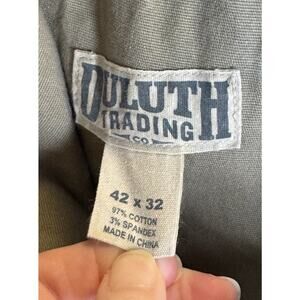 DULUTH
TRADING
CO
42 x 32
97% COTTON
3% SPANDEX
MADE IN CHINA